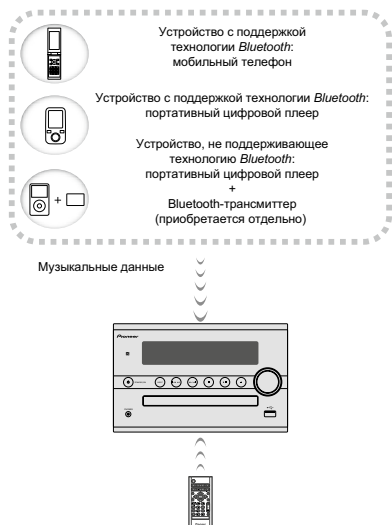 Устройство с поддержкой
технологии Bluetooth:
мобильный телефон
Устройство с поддержкой технологии Bluetooth:
портативный цифровой плеер
Устройство, не поддерживающее
технологию Bluetooth:
портативный цифровой плеер
+
Bluetooth-трансмиттер
(приобретается отдельно)
+
Музыкальные данные
Pioneer